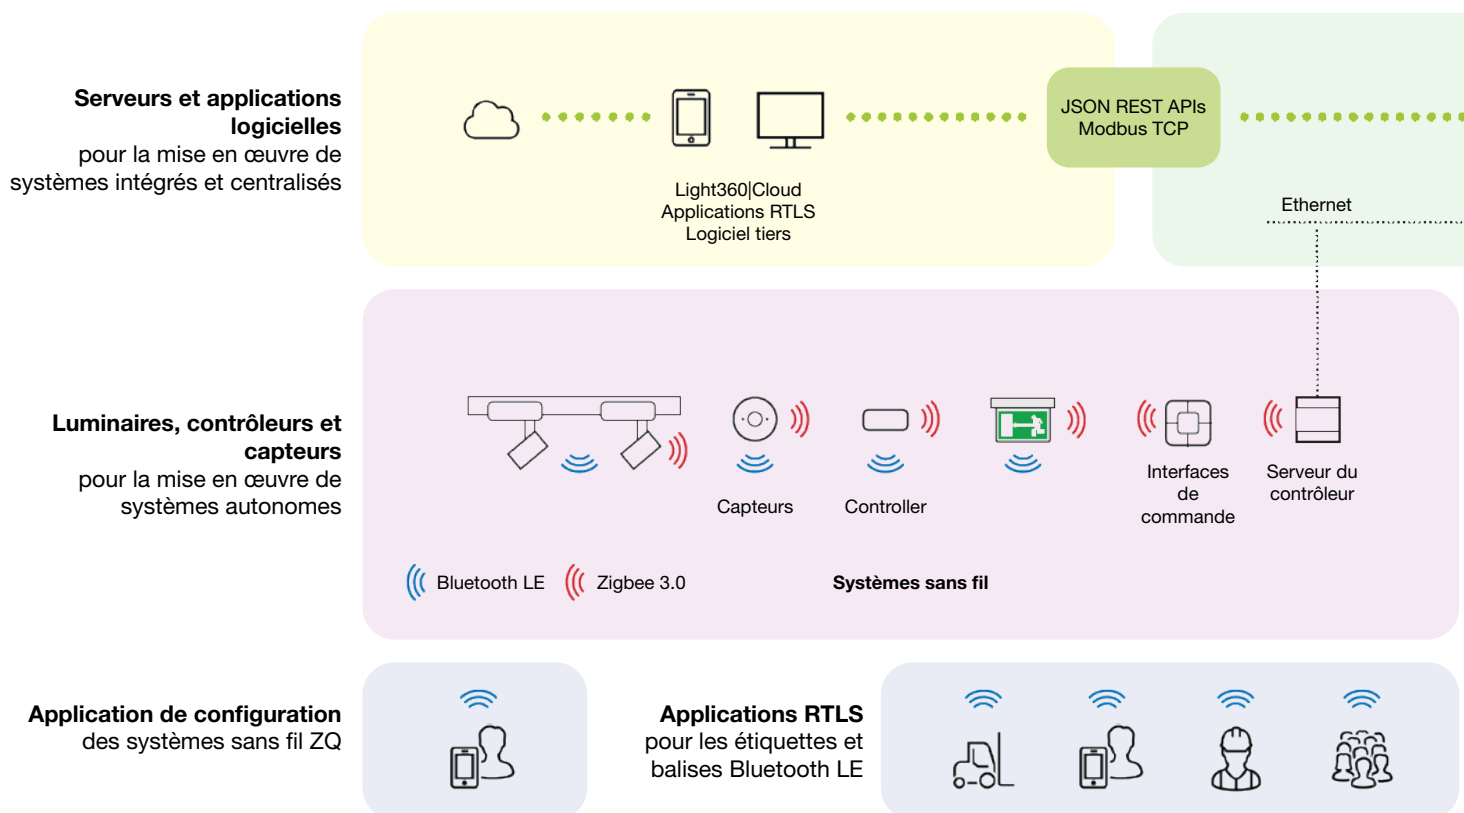 Serveurs et applications
logicielles
pour la mise en œuvre de
systèmes intégrés et centralisés
Light360|Cloud
Applications RTLS
Logiciel tiers
JSON REST APIs
Modbus TCP
Ethernet
Luminaires, contrôleurs et
capteurs
pour la mise en œuvre de
systèmes autonomes
Capteurs
Controller
Interfaces
de
commande
Serveur du
contrôleur
Bluetooth LE
Zigbee 3.0
Systèmes sans fil
Application de configuration
des systèmes sans fil ZQ
Applications RTLS
pour les étiquettes et
balises Bluetooth LE